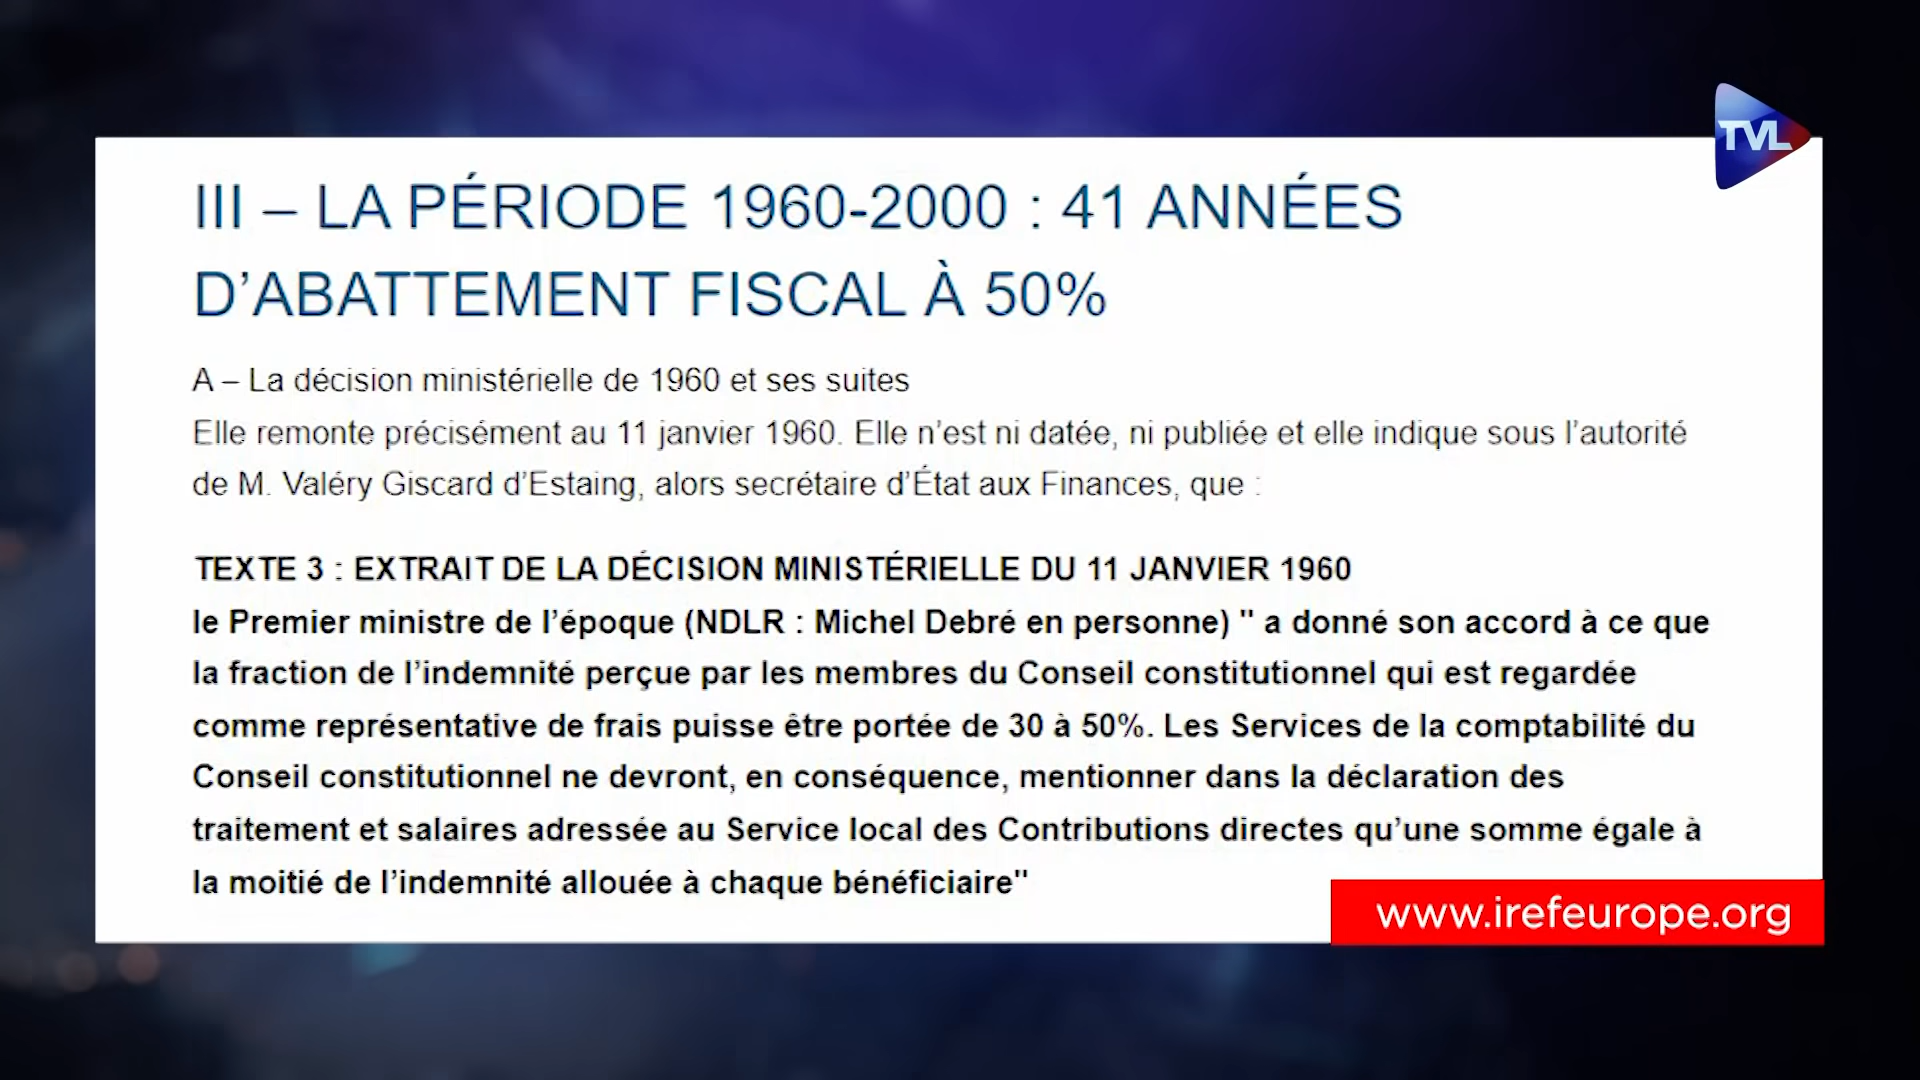 TVL
III – LA PÉRIODE 1960-2000 : 41 ANNÉES
D’ABATTEMENT FISCAL À 50%
A – La décision ministérielle de 1960 et ses suites
Elle remonte précisément au 11 janvier 1960. Elle n’est ni datée, ni publiée et elle indique sous l’autorité
de M. Valéry Giscard d’Estaing, alors secrétaire d’État aux Finances, que :
TEXTE 3 : EXTRAIT DE LA DÉCISION MINISTÉRIELLE DU 11 JANVIER 1960
le Premier ministre de l’époque (NDLR : Michel Debré en personne) " a donné son accord à ce que
la fraction de l’indemnité perçue par les membres du Conseil constitutionnel qui est regardée
comme représentative de frais puisse être portée de 30 à 50%. Les Services de la comptabilité du
Conseil constitutionnel ne devront, en conséquence, mentionner dans la déclaration des
traitement et salaires adressée au Service local des Contributions directes qu’une somme égale à
la moitié de l’indemnité allouée à chaque bénéficiaire"
www.irefeurope.org